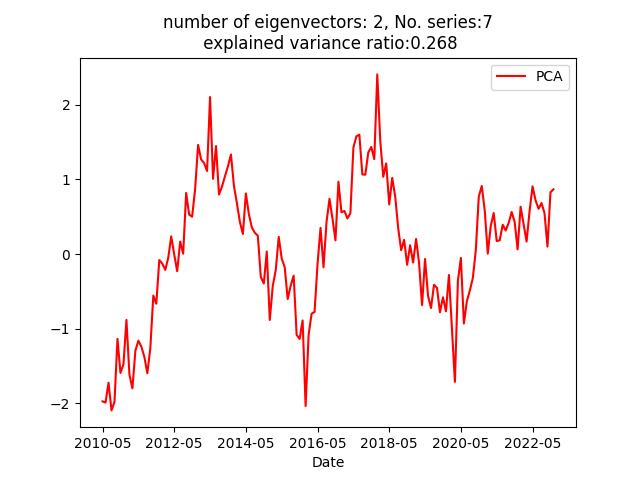 number of eigenvectors: 2, No. series:7
explained variance ratio:0.268
PCA
2
1
0
−1
−2
2010-05 2012-05 2014-05 2016-05 2018-05 2020-05 2022-05
Date